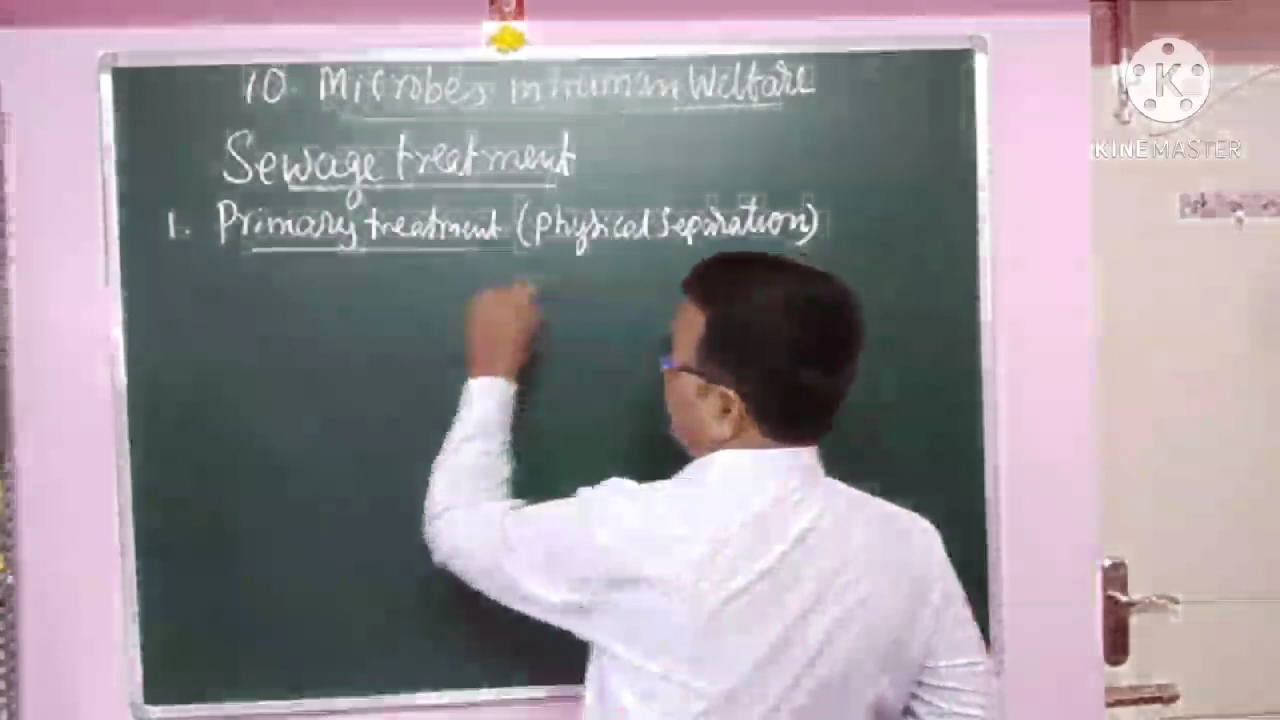 10. Microbes in Human Welfare
Sewage treatment
1. Primary treatment (Physical Separation)
K
KINEMASTER